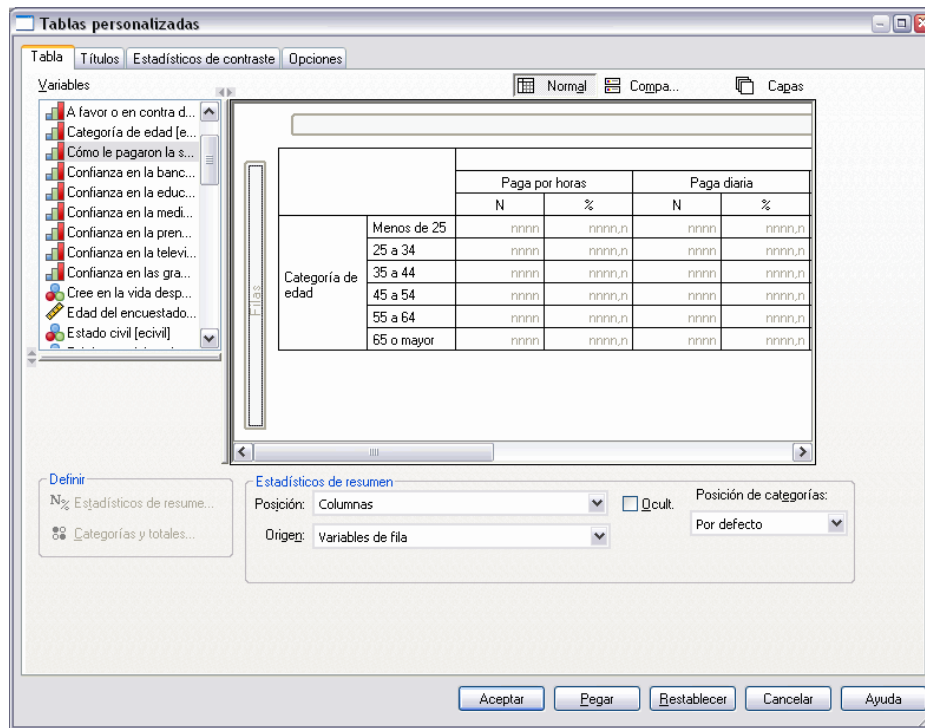 Tablas personalizadas
Tabla Títulos Estadísticos de contraste Opciones
Variables
Normal Compa... Capas
A favor o en contra d...
Categoría de edad [e...
Cómo le pagaron la s...
Confianza en la banc...
Confianza en la educ...
Confianza en la medi...
Confianza en la pren...
Confianza en la televi...
Confianza en las gra...
Cree en la vida desp...
Edad del encuestado...
Estado civil [ecivil]
Filas
Paga por horas Paga diaria
N % N %
Categoría de edad
Menos de 25 nnnn nnnn,n nnnn nnnn,n
25 a 34 nnnn nnnn,n nnnn nnnn,n
35 a 44 nnnn nnnn,n nnnn nnnn,n
45 a 54 nnnn nnnn,n nnnn nnnn,n
55 a 64 nnnn nnnn,n nnnn nnnn,n
65 o mayor nnnn nnnn,n nnnn nnnn,n
Definir
N% Estadísticos de resume...
Categorías y totales...
Estadísticos de resumen
Posición: Columnas
Ocult.
Origen: Variables de fila
Posición de categorías:
Por defecto
Aceptar Pegar Restablecer Cancelar Ayuda